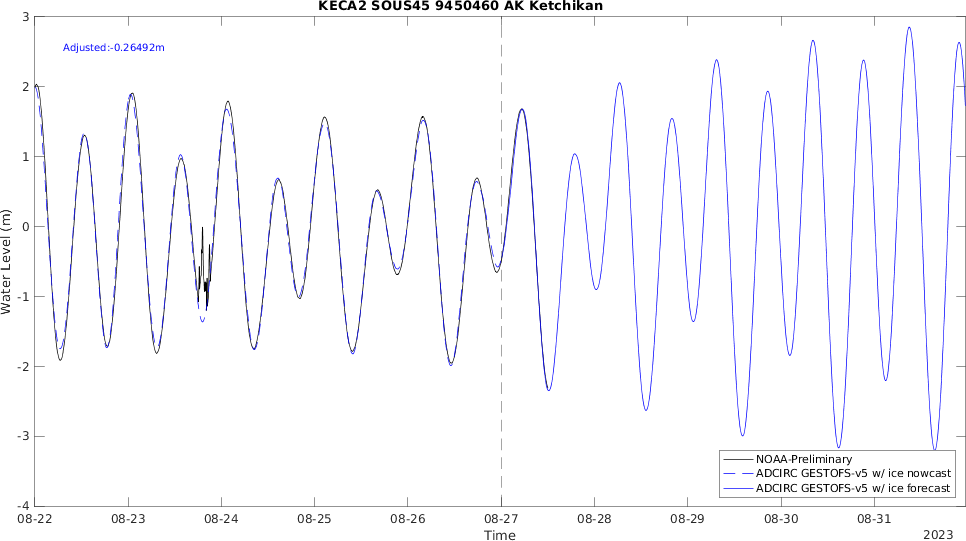 KECA2 SOUS45 9450460 AK Ketchikan
Adjusted:-0.26492m
3
2
1
0
-1
-2
-3
-4
Water Level (m)
NOAA-Preliminary
ADCIRC GESTOFS-v5 w/ ice nowcast
ADCIRC GESTOFS-v5 w/ ice forecast
08-22 08-23 08-24 08-25 08-26 08-27 08-28 08-29 08-30 08-31
Time
2023